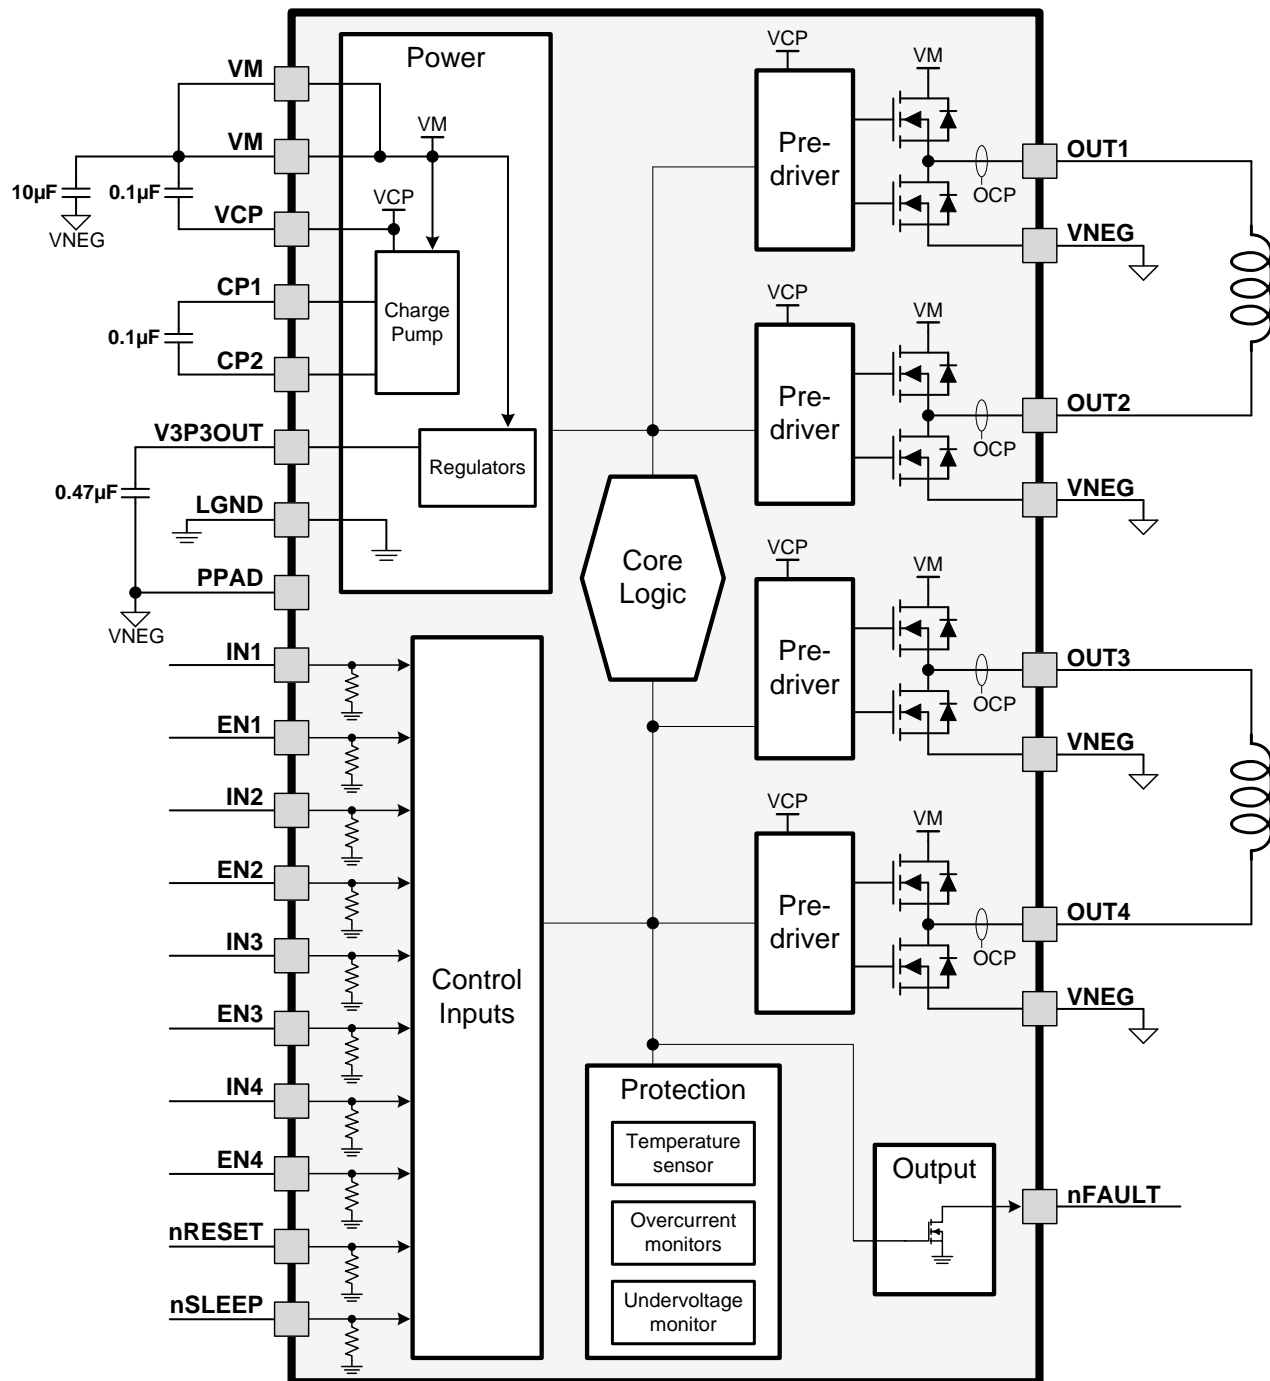 Power
VM
VM
VM
10µF
0.1µF
VCP
VCP
VNEG
CP1
Charge
Pump
0.1µF
CP2
V3P3OUT
Regulators
0.47µF
LGND
PPAD
VNEG
IN1
EN1
IN2
EN2
IN3
EN3
IN4
EN4
nRESET
nSLEEP
Control
Inputs
Core
Logic
VCP
VM
Pre-
driver
OCP
OUT1
VNEG
VCP
VM
Pre-
driver
OCP
OUT2
VNEG
VCP
VM
Pre-
driver
OCP
OUT3
VNEG
VCP
VM
Pre-
driver
OCP
OUT4
VNEG
Protection
Temperature
sensor
Overcurrent
monitors
Undervoltage
monitor
Output
nFAULT